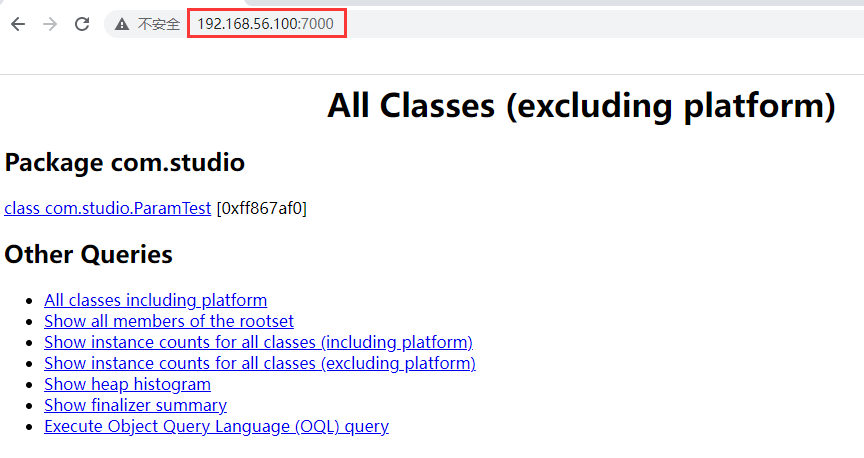 不安全 192.168.56.100:7000
All Classes (excluding platform)
Package com.studio
class com.studio.ParamTest [0xff867af0]
Other Queries
All classes including platform
Show all members of the rootset
Show instance counts for all classes (including platform)
Show instance counts for all classes (excluding platform)
Show heap histogram
Show finalizer summary
Execute Object Query Language (OQL) query